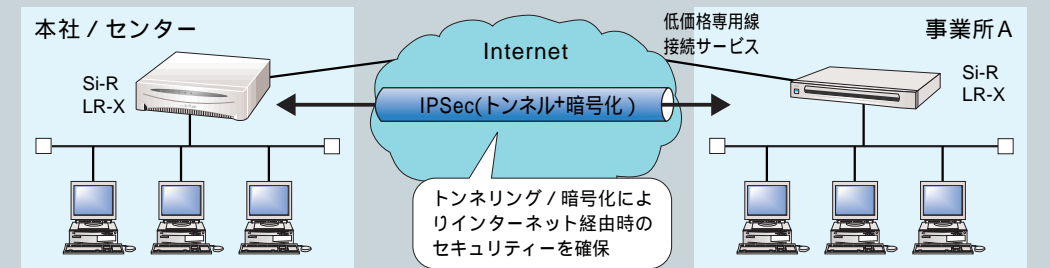 本社 / センター
Si-R
LR-X
Internet
IPSec(トンネル+暗号化)
トンネリング / 暗号化によ
りインターネット経由時の
セキュリティーを確保
低価格専用線
接続サービス
事業所A
Si-R
LR-X